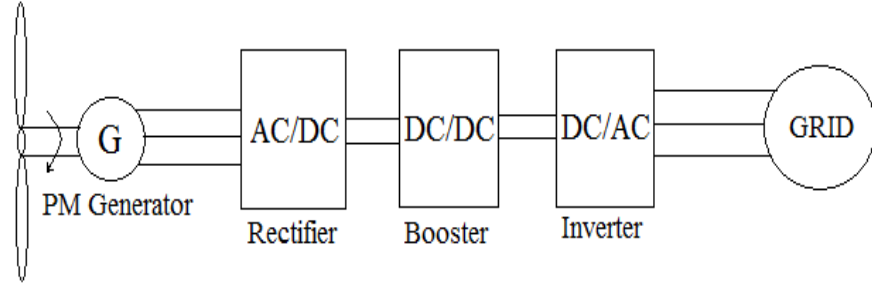 G
PM Generator
AC/DC
Rectifier
DC/DC
Booster
DC/AC
Inverter
GRID